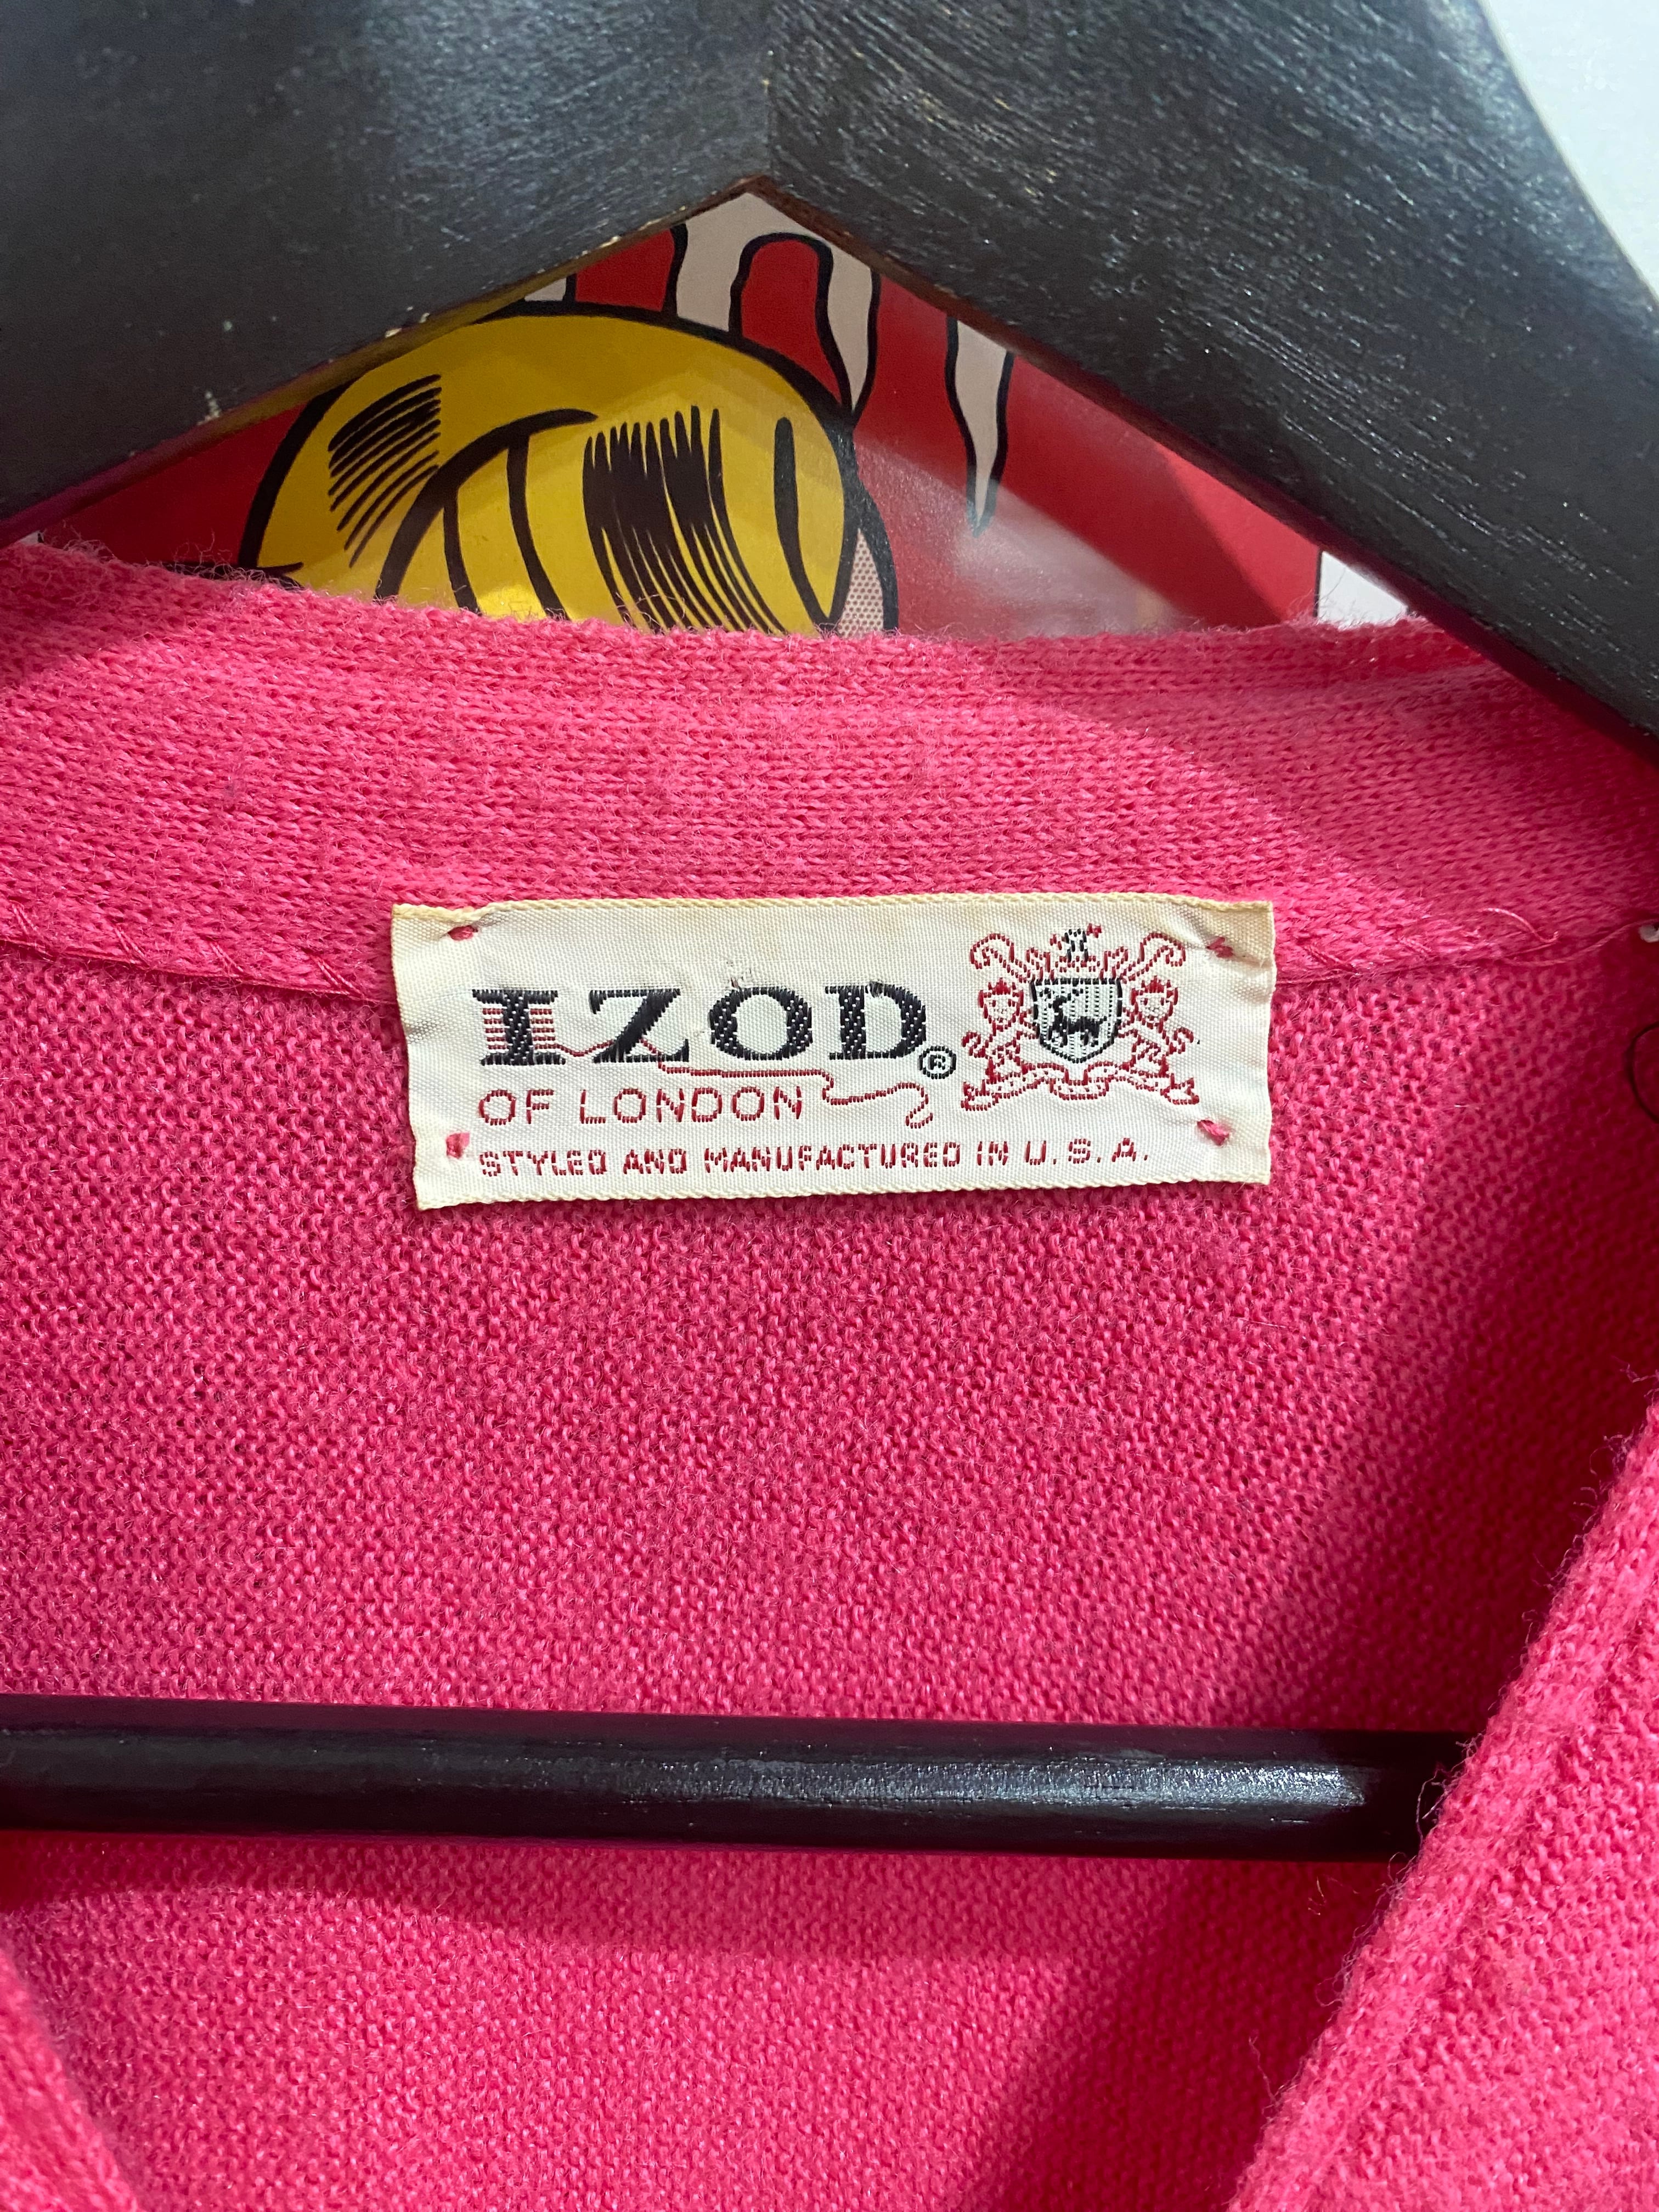 IZOD®
OF LONDON
STYLED AND MANUFACTURED IN U.S.A.